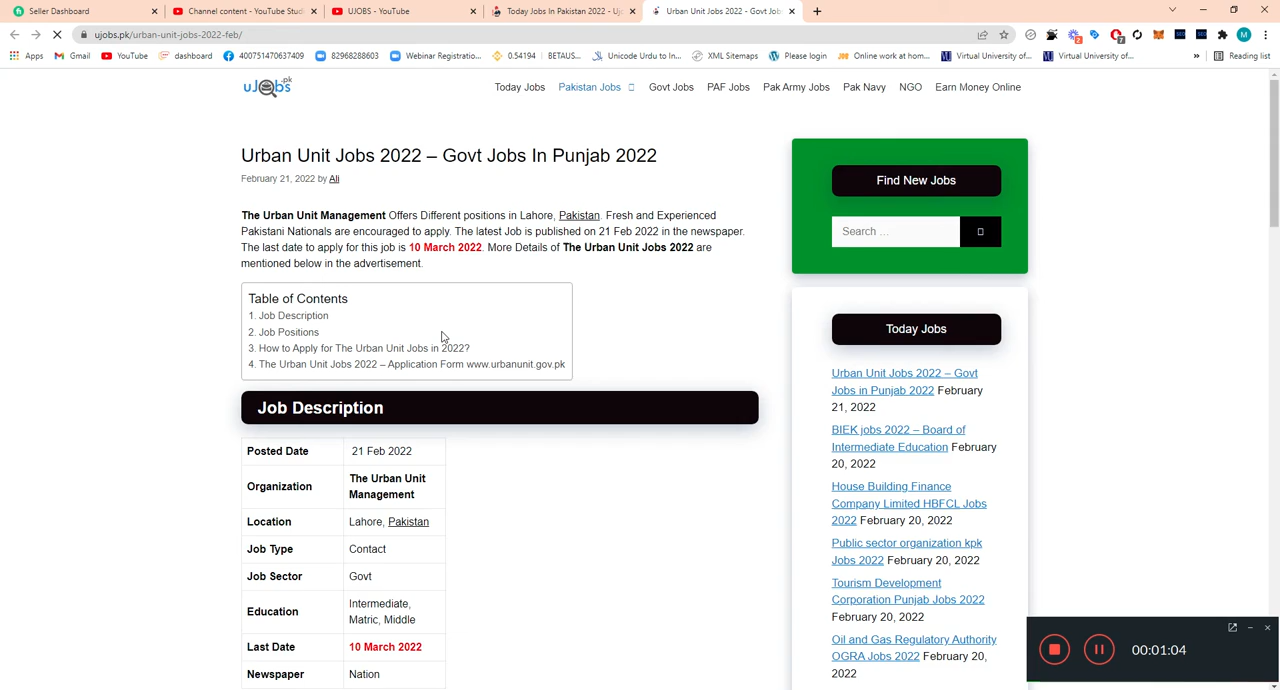 Seller Dashboard
Channel content - YouTube Stud
UJOBS - YouTube
Today Jobs In Pakistan 2022 - Ujo
Urban Unit Jobs 2022 - Govt Job
ujobs.pk/urban-unit-jobs-2022-feb/
Apps
Gmail
YouTube
dashboard
400751470637409
82968288603
Webinar Registratio...
0.54194 | BETAUS...
Unicode Urdu to In...
XML Sitemaps
Please login
Online work at hom...
Virtual University of...
Virtual University of...
»
Reading list
uJobs.pk
Today Jobs
Pakistan Jobs
Govt Jobs
PAF Jobs
Pak Army Jobs
Pak Navy
NGO
Earn Money Online
Urban Unit Jobs 2022 – Govt Jobs In Punjab 2022
February 21, 2022 by Ali
The Urban Unit Management Offers Different positions in Lahore, Pakistan. Fresh and Experienced
Pakistani Nationals are encouraged to apply. The latest Job is published on 21 Feb 2022 in the newspaper.
The last date to apply for this job is 10 March 2022. More Details of The Urban Unit Jobs 2022 are
mentioned below in the advertisement.
Table of Contents
1. Job Description
2. Job Positions
3. How to Apply for The Urban Unit Jobs in 2022?
4. The Urban Unit Jobs 2022 – Application Form www.urbanunit.gov.pk
Job Description
Posted Date 21 Feb 2022
Organization The Urban Unit
Management
Location Lahore, Pakistan
Job Type Contact
Job Sector Govt
Education Intermediate,
Matric, Middle
Last Date 10 March 2022
Newspaper Nation
Find New Jobs
Search …
Today Jobs
Urban Unit Jobs 2022 – Govt
Jobs in Punjab 2022 February
21, 2022
BIEK jobs 2022 – Board of
Intermediate Education February
20, 2022
House Building Finance
Company Limited HBFCL Jobs
2022 February 20, 2022
Public sector organization kpk
Jobs 2022 February 20, 2022
Tourism Development
Corporation Punjab Jobs 2022
February 20, 2022
Oil and Gas Regulatory Authority
OGRA Jobs 2022 February 20,
2022
00:01:04